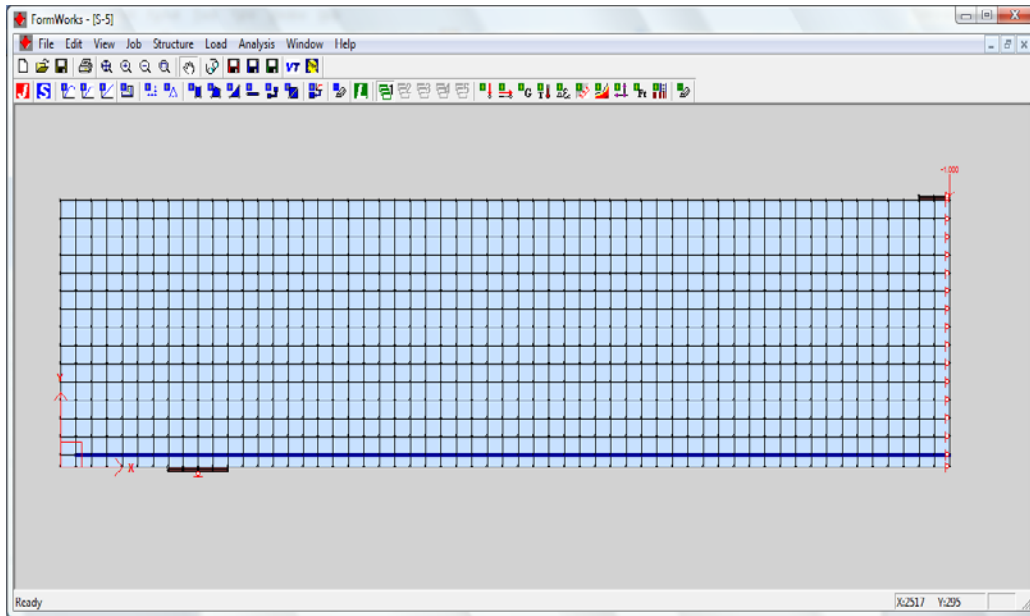 FormWorks - [S-5]
File Edit View Job Structure Load Analysis Window Help
VT
J S
-1.000
Y
X
Ready X:2517 Y:295